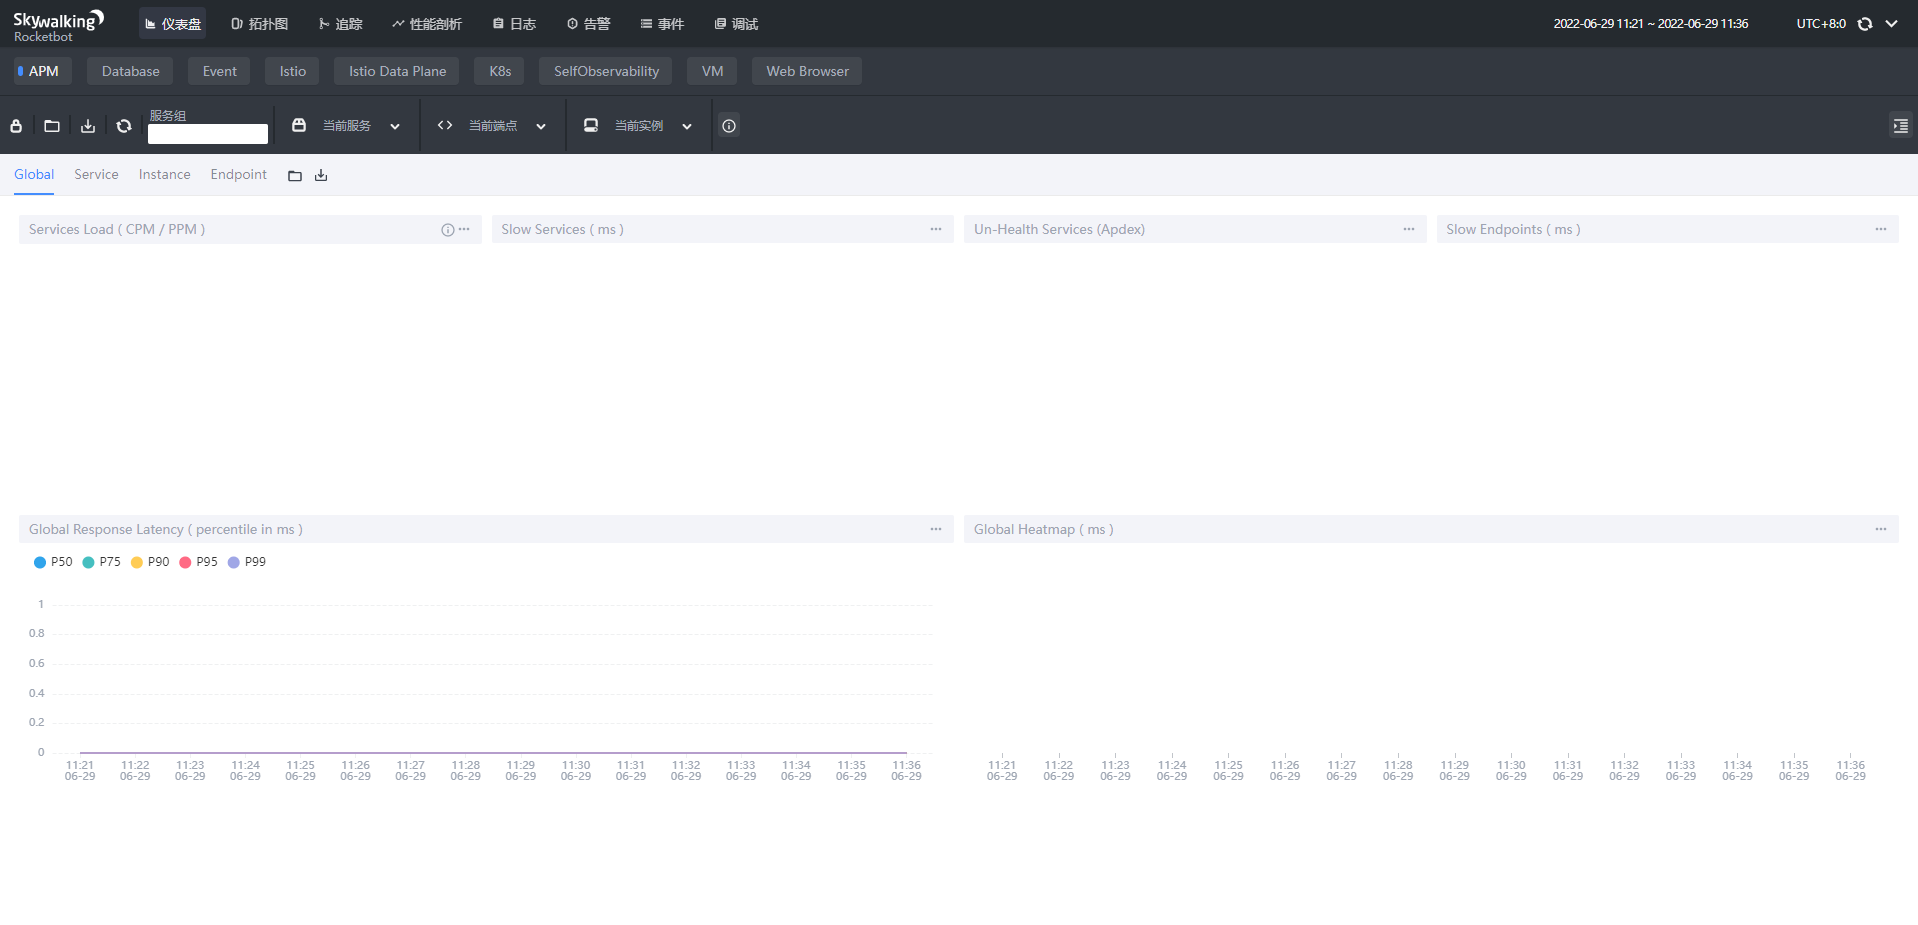 Skywalking
Rocketbot
仪表盘 拓扑图 追踪 性能剖析 日志 告警 事件 调试 2022-06-29 11:21 ~ 2022-06-29 11:36 UTC+8:0
APM Database Event Istio Istio Data Plane K8s SelfObservability VM Web Browser
服务组
当前服务 当前端点 当前实例
Global Service Instance Endpoint
Services Load ( CPM / PPM ) Slow Services ( ms ) Un-Health Services (Apdex) Slow Endpoints ( ms )
Global Response Latency ( percentile in ms ) Global Heatmap ( ms )
P50 P75 P90 P95 P99
1
0.8
0.6
0.4
0.2
0
11:21 11:22 11:23 11:24 11:25 11:26 11:27 11:28 11:29 11:30 11:31 11:32 11:33 11:34 11:35 11:36 11:21 11:22 11:23 11:24 11:25 11:26 11:27 11:28 11:29 11:30 11:31 11:32 11:33 11:34 11:35 11:36
06-29 06-29 06-29 06-29 06-29 06-29 06-29 06-29 06-29 06-29 06-29 06-29 06-29 06-29 06-29 06-29 06-29 06-29 06-29 06-29 06-29 06-29 06-29 06-29 06-29 06-29 06-29 06-29 06-29 06-29 06-29 06-29